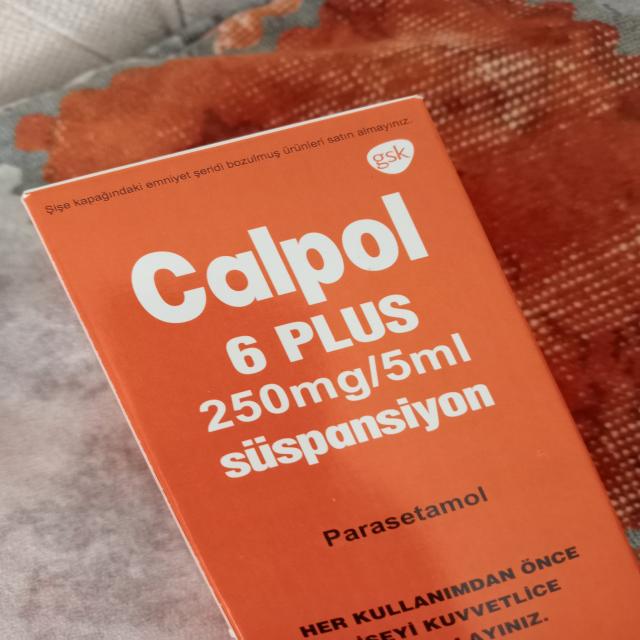 Şişe kapağındaki emniyet şeridi bozulmuş ürünleri satın almayınız.
gsk
Calpol
6 PLUS
250mg/5ml
süspansiyon
Parasetamol
HER KULLANIMDAN ÖNCE
KUVVETLİCE